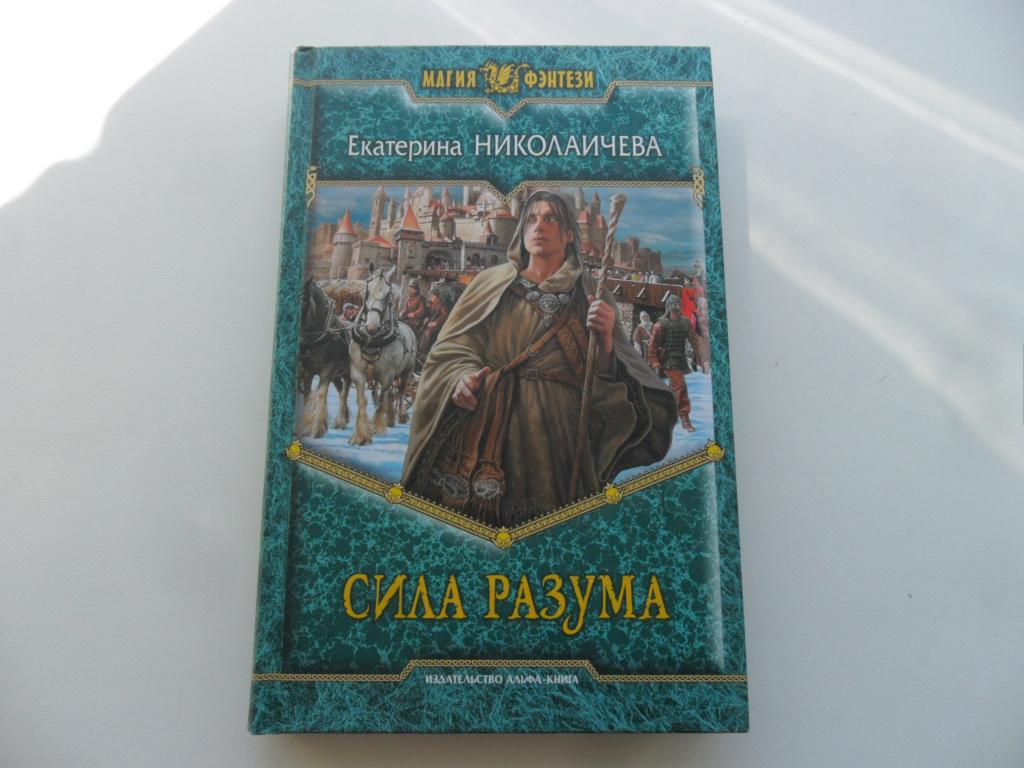 МАГИЯ ФЭНТЕЗИ
Екатерина НИКОЛАИЧЕВА
СИЛА РАЗУМА
ИЗДАТЕЛЬСТВО АЛЬФА-КНИГА